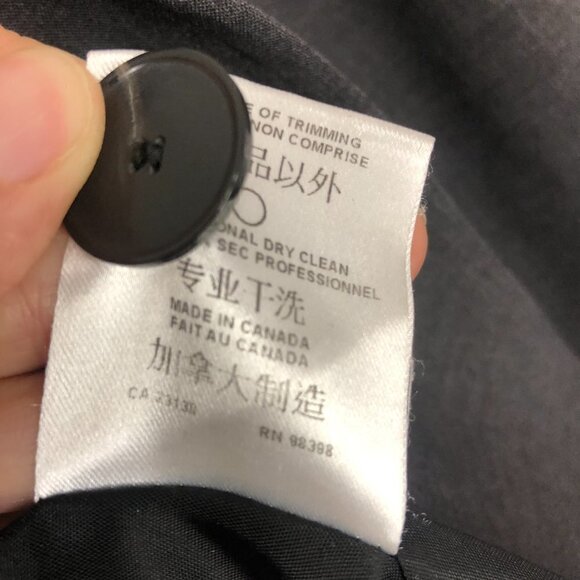 E OF TRIMMING
NON COMPRISE
品以外
ONAL DRY CLEAN
SEC PROFESSIONNEL
专业干洗
MADE IN CANADA
FAIT AU CANADA
加拿大制造
CA 23138
RN 98398